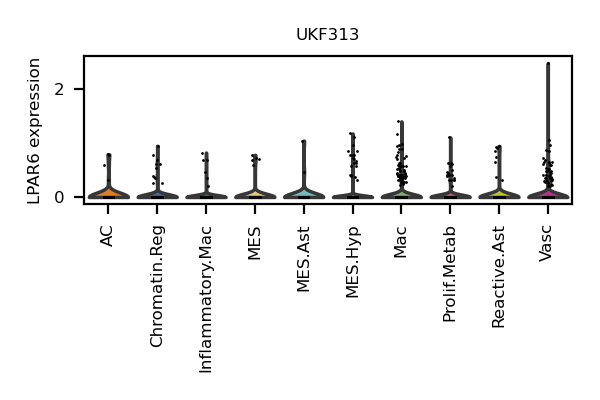 UKF313
LPAR6 expression
2
0
AC
Chromatin.Reg
Inflammatory.Mac
MES
MES.Ast
MES.Hyp
Mac
Prolif.Metab
Reactive.Ast
Vasc